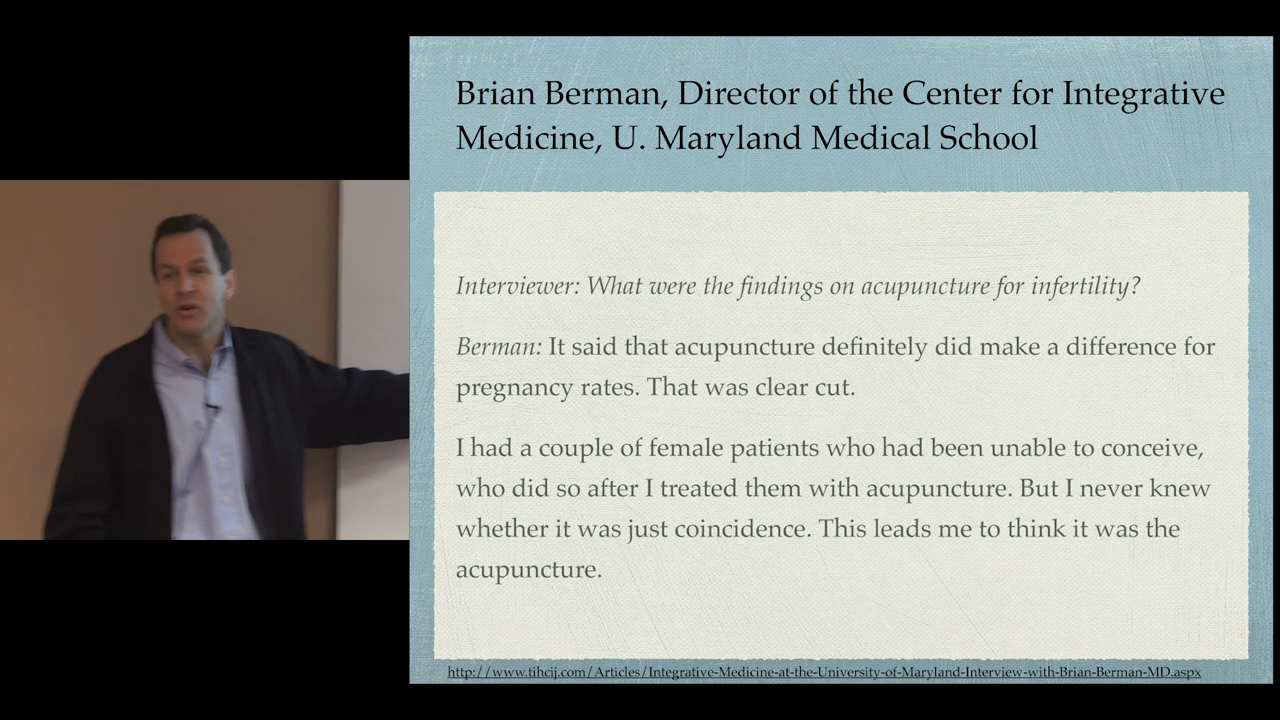 Brian Berman, Director of the Center for Integrative
Medicine, U. Maryland Medical School
Interviewer: What were the findings on acupuncture for infertility?
Berman: It said that acupuncture definitely did make a difference for
pregnancy rates. That was clear cut.
I had a couple of female patients who had been unable to conceive,
who did so after I treated them with acupuncture. But I never knew
whether it was just coincidence. This leads me to think it was the
acupuncture.
http://www.tihcij.com/Articles/Integrative-Medicine-at-the-University-of-Maryland-Interview-with-Brian-Berman-MD.aspx